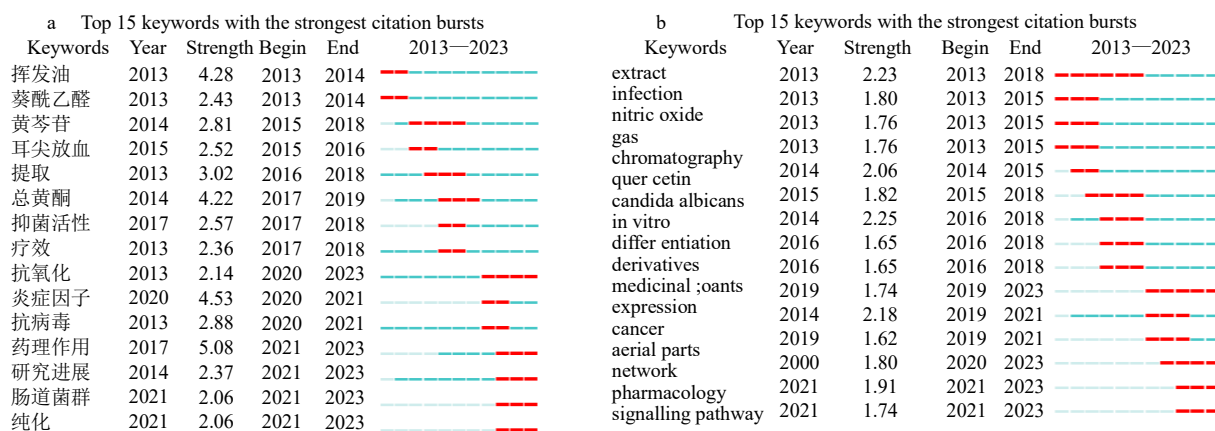 a Top 15 keywords with the strongest citation bursts
Keywords Year Strength Begin End 2013—2023
挥发油 2013 4.28 2013 2014
葵酰乙醛 2013 2.43 2013 2014
黄芩苷 2014 2.81 2015 2018
耳尖放血 2015 2.52 2015 2016
提取 2013 3.02 2016 2018
总黄酮 2014 4.22 2017 2019
抑菌活性 2017 2.57 2017 2018
疗效 2013 2.36 2017 2018
抗氧化 2013 2.14 2020 2023
炎症因子 2020 4.53 2020 2021
抗病毒 2013 2.88 2020 2021
药理作用 2017 5.08 2021 2023
研究进展 2014 2.37 2021 2023
肠道菌群 2021 2.06 2021 2023
纯化 2021 2.06 2021 2023
b Top 15 keywords with the strongest citation bursts
Keywords Year Strength Begin End 2013—2023
extract
infection
nitric oxide
gas
chromatography
quer cetin
candida albicans
in vitro
differ entiation
derivatives
medicinal ;oants
expression
cancer
aerial parts
network
pharmacology
signalling pathway
2013 2.23 2013 2018
2013 1.80 2013 2015
2013 1.76 2013 2015
2013 1.76 2013 2015
2014 2.06 2014 2015
2015 1.82 2015 2018
2014 2.25 2016 2018
2016 1.65 2016 2018
2016 1.65 2016 2018
2019 1.74 2019 2023
2014 2.18 2019 2021
2019 1.62 2019 2021
2000 1.80 2020 2023
2021 1.91 2021 2023
2021 1.74 2021 2023